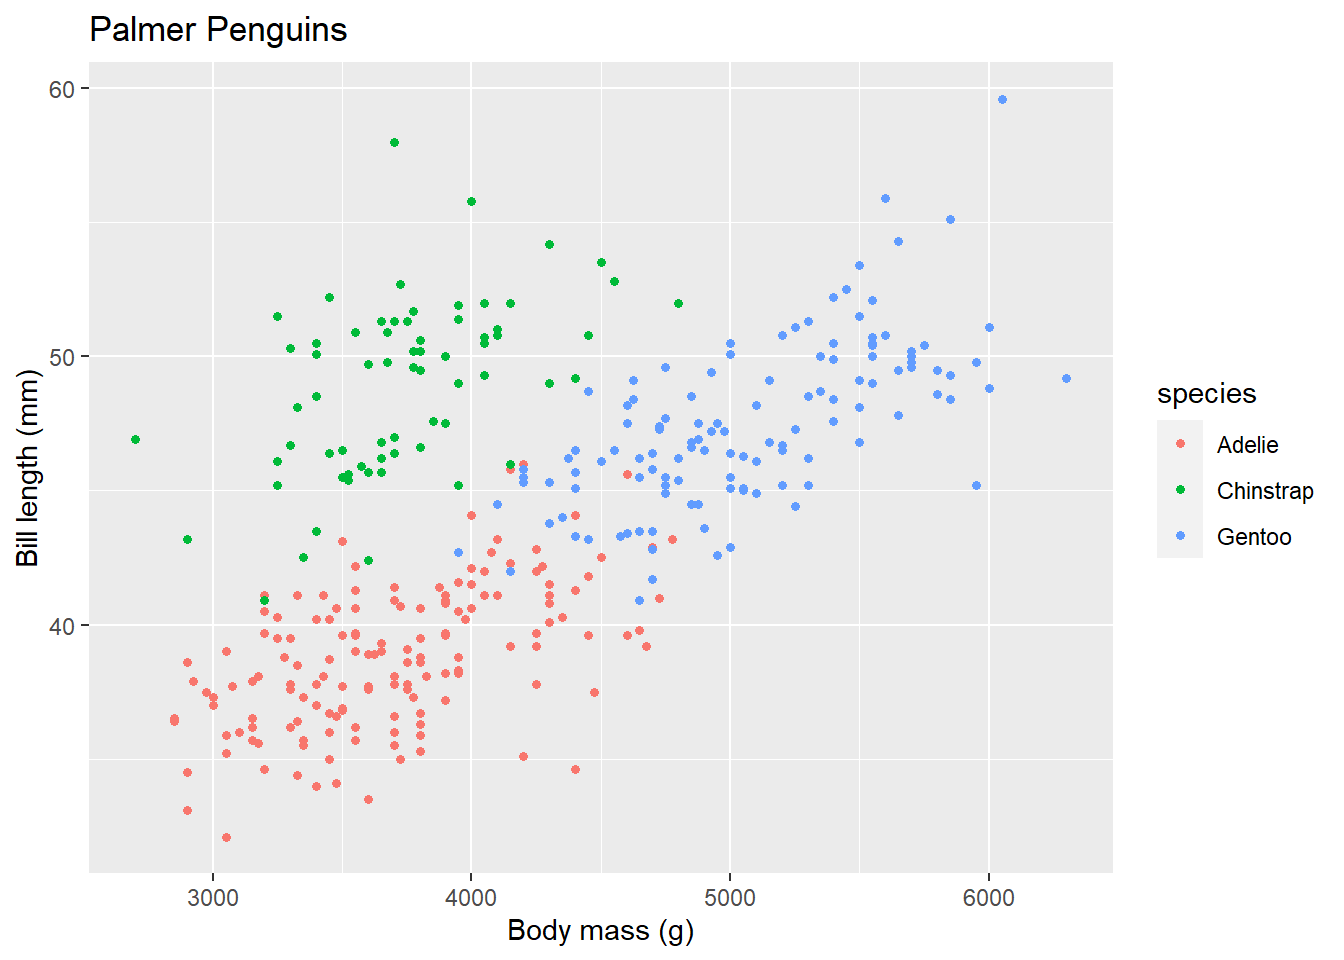 Palmer Penguins
60
50
40
Bill length (mm)
3000
4000
5000
6000
Body mass (g)
species
Adelie
Chinstrap
Gentoo